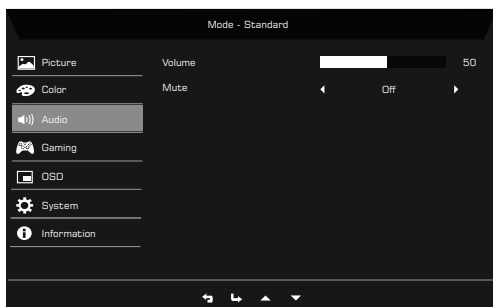 Mode - Standard
Picture
Color
Audio
Gaming
OSD
System
Information
Volume 50
Mute Off